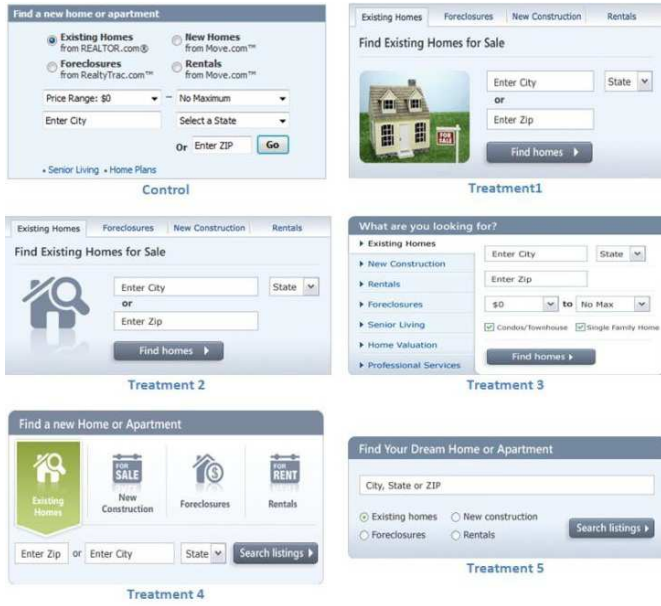 Find a new home or apartment
Existing Homes
from REALTOR.com®
New Homes
from Move.com™
Foreclosures
from RealtyTrac.com™
Rentals
from Move.com™
Price Range: $0 – No Maximum
Enter City Select a State
Or Enter ZIP Go
• Senior Living • Home Plans
Control
Existing Homes Foreclosures New Construction Rentals
Find Existing Homes for Sale
FOR SALE
Enter City State
or
Enter Zip
Find homes
Treatment1
Existing Homes Foreclosures New Construction Rentals
Find Existing Homes for Sale
Enter City State
or
Enter Zip
Find homes
Treatment 2
What are you looking for?
Existing Homes
New Construction
Rentals
Foreclosures
Senior Living
Home Valuation
Professional Services
Enter City State
Enter Zip
$0 to No Max
Condos/Townhouse Single Family Home
Find homes
Treatment 3
Find a new Home or Apartment
Existing
Homes
FOR
SALE
New
Construction
$
Foreclosures
FOR
RENT
Rentals
Enter Zip or Enter City State Search listings
Treatment 4
Find Your Dream Home or Apartment
City, State or ZIP
Existing homes New construction
Foreclosures Rentals
Search listings
Treatment 5